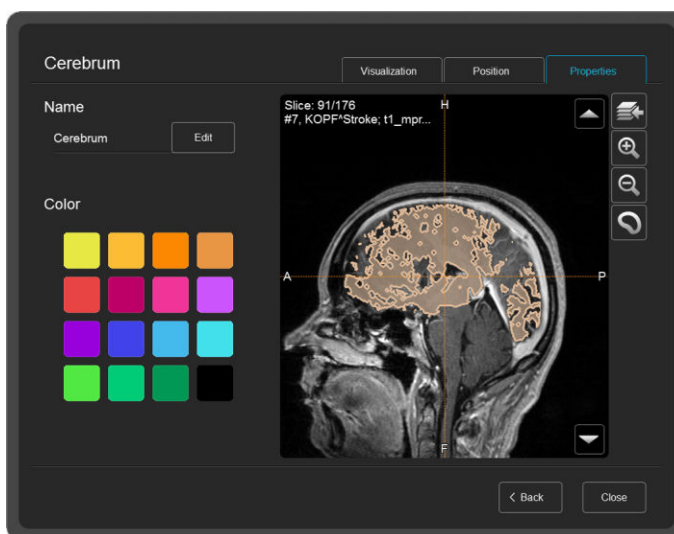 Cerebrum
Visualization
Position
Properties
Name
Cerebrum
Edit
Color
Slice: 91/176
#7, KOPF^Stroke; t1_mpr...
H
A
P
F
< Back
Close